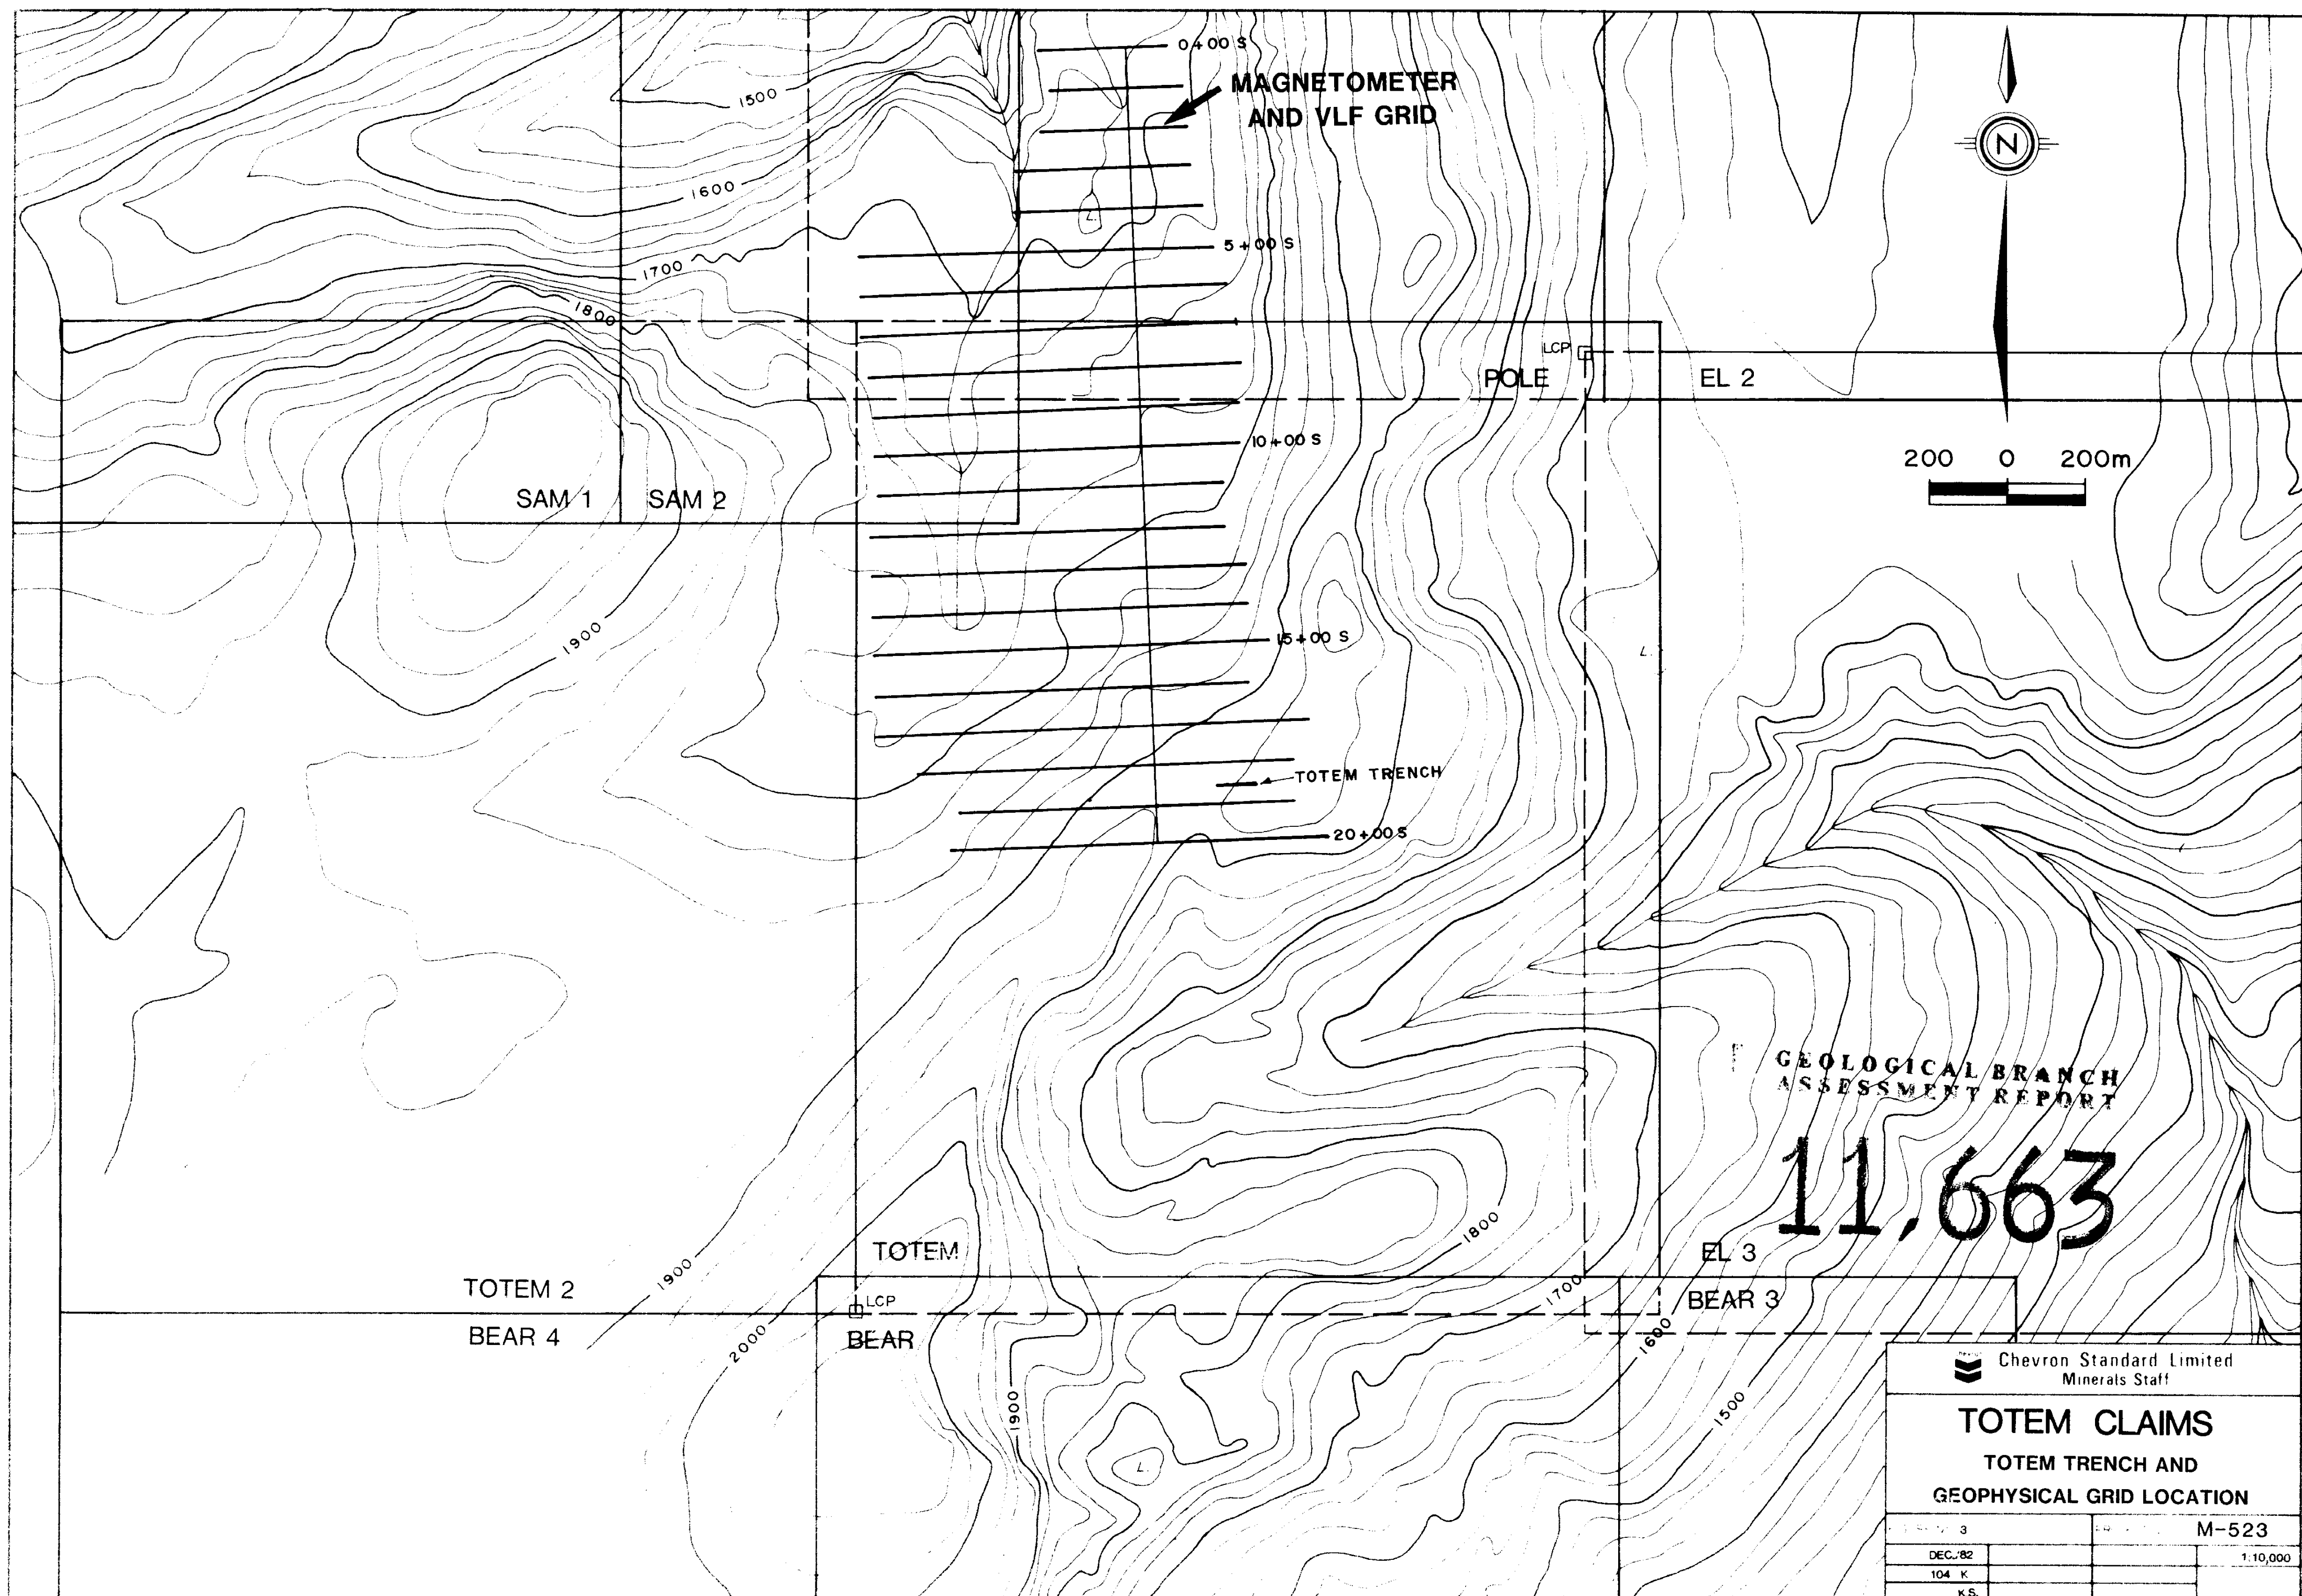 0+00 S
MAGNETOMETER
AND VLF GRID
1500
N
1600
L.
5+00 S
1700
1800
LCP
POLE
EL 2
10+00 S
200 0 200m
SAM 1
SAM 2
1900
15+00 S
L.
TOTEM TRENCH
20+00 S
GEOLOGICAL BRANCH
ASSESSMENT REPORT
11,663
1800
TOTEM
EL 3
TOTEM 2
1900
LCP
1700
BEAR 3
BEAR 4
2000
BEAR
1600
1900
1500
L.
Chevron Standard Limited
Minerals Staff
TOTEM CLAIMS
TOTEM TRENCH AND
GEOPHYSICAL GRID LOCATION
3
M-523
DEC./82
1:10,000
104 K
K.S.